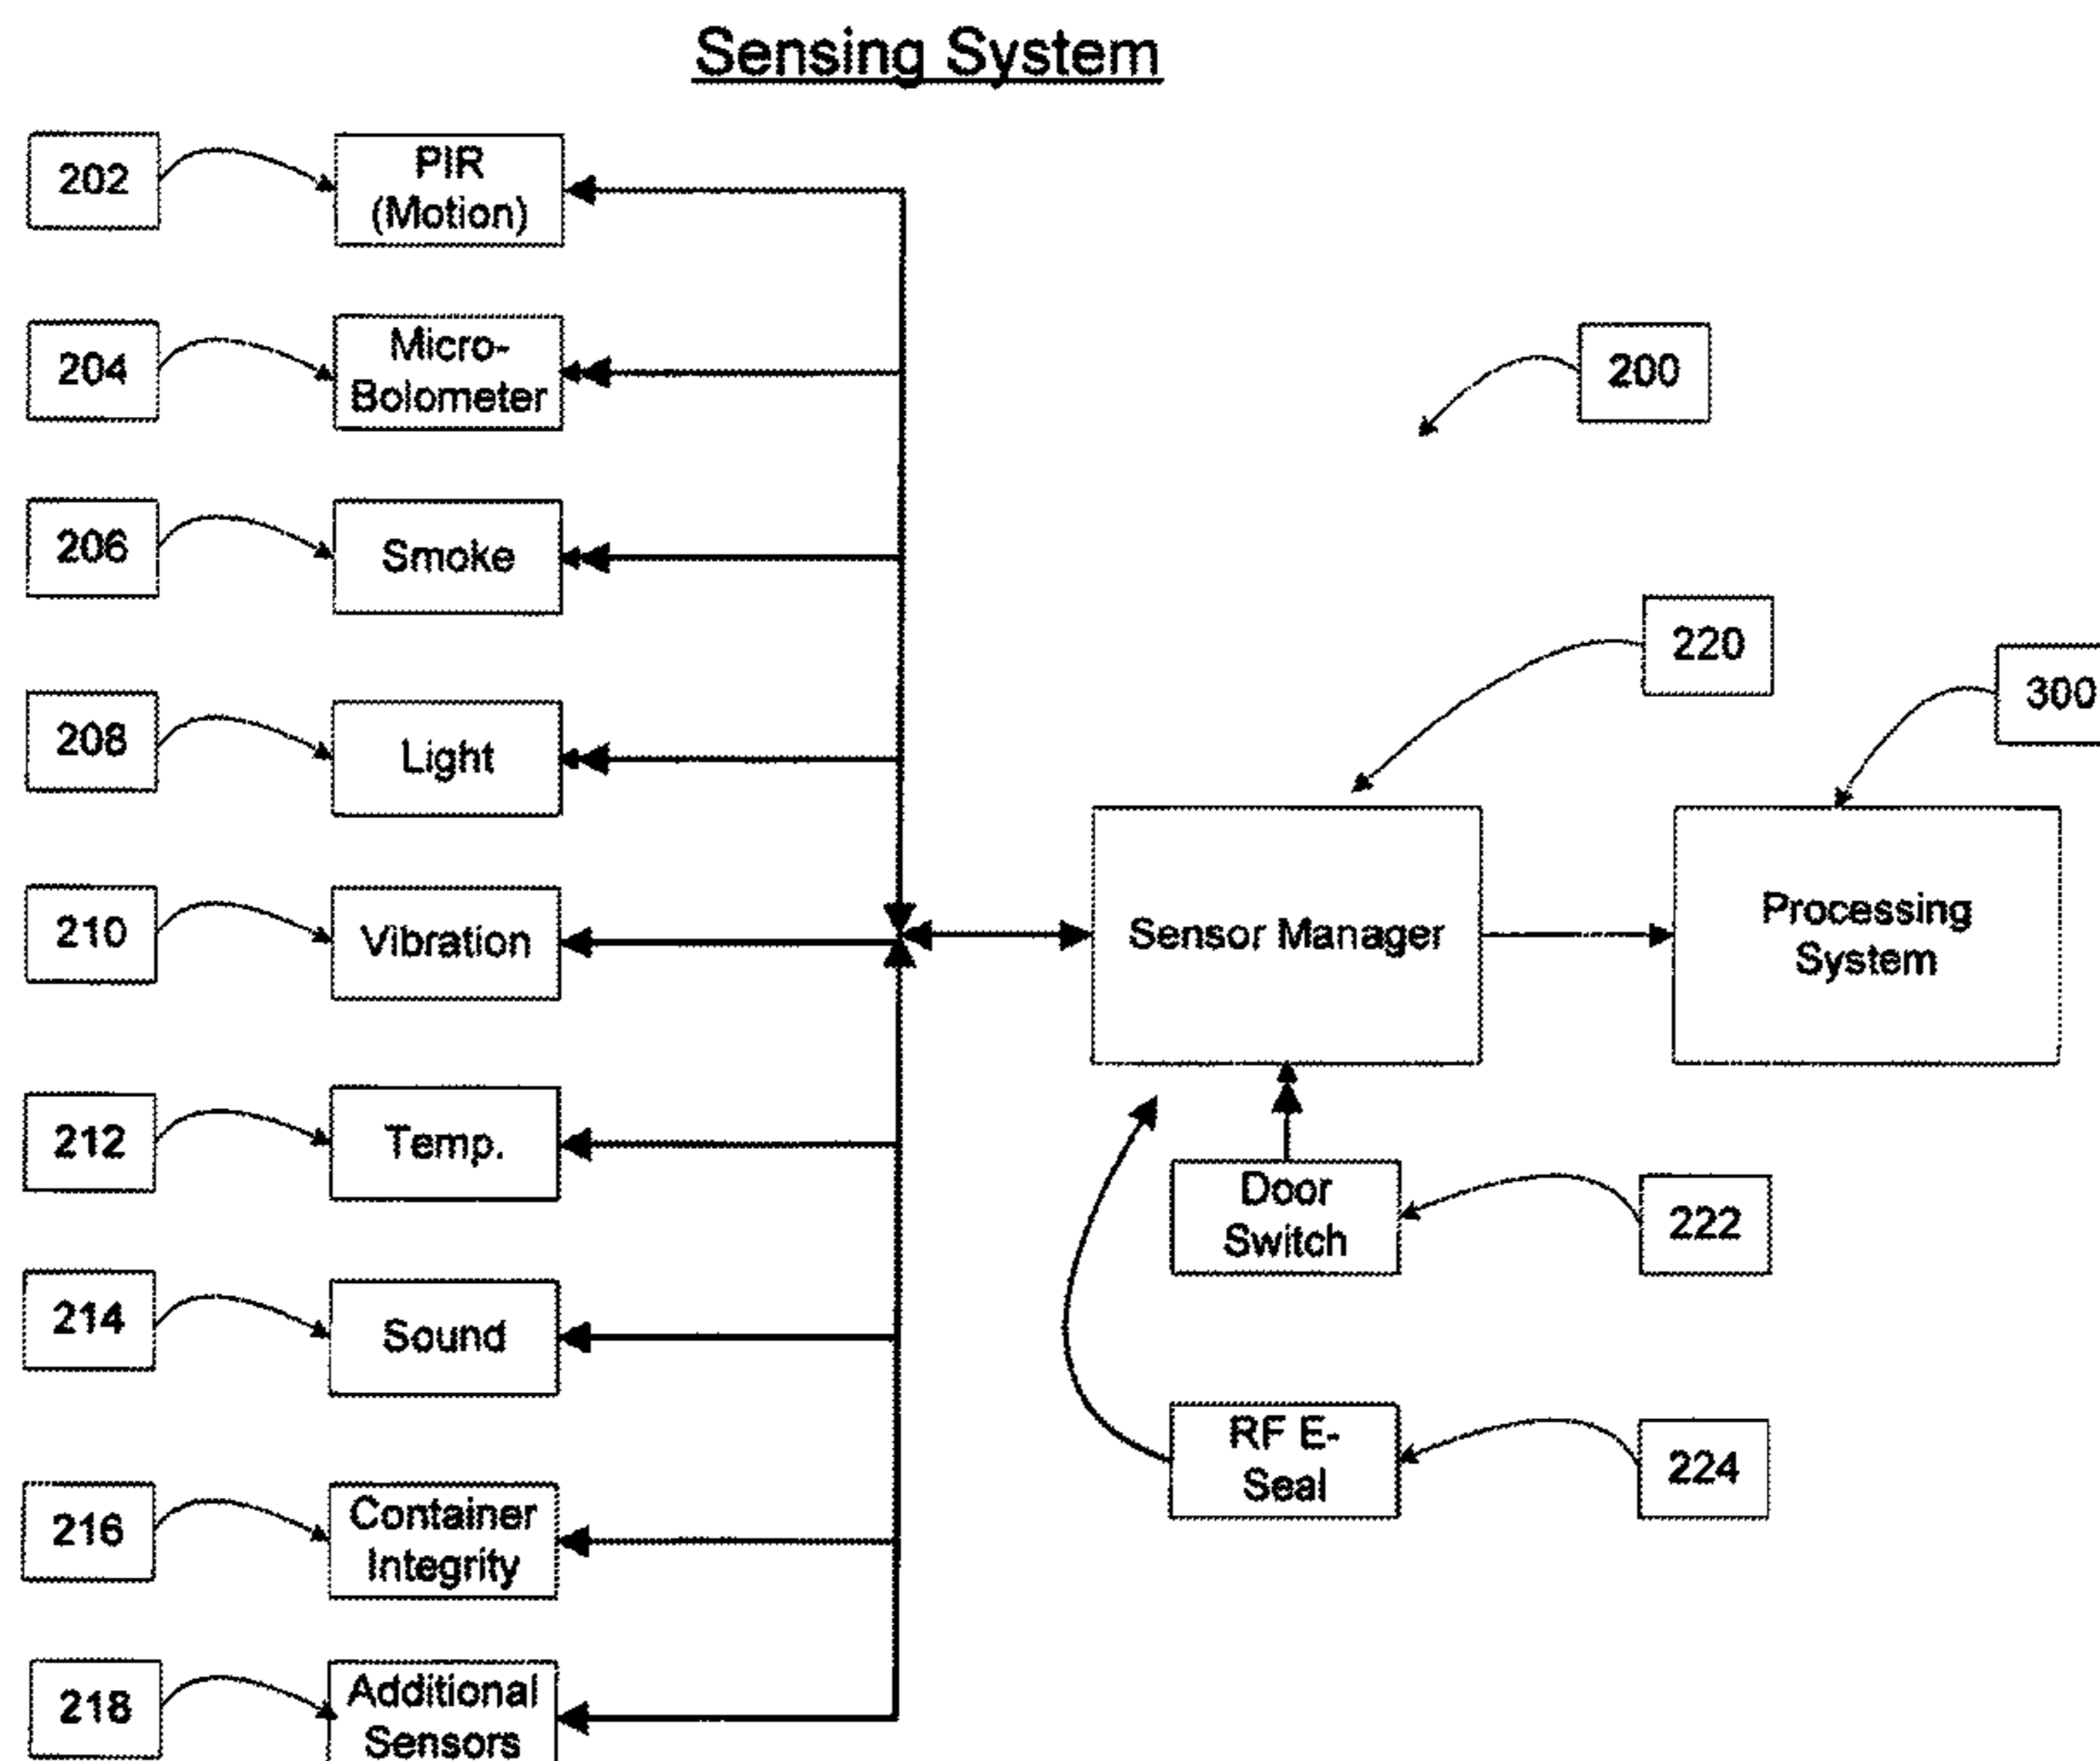 Sensing System
202
PIR
(Motion)
204
Micro-
Bolometer
200
206
Smoke
220
300
208
Light
210
Vibration
Sensor Manager
Processing
System
212
Temp.
Door
Switch
222
214
Sound
RF E-
Seal
224
216
Container
Integrity
218
Additional
Sensors